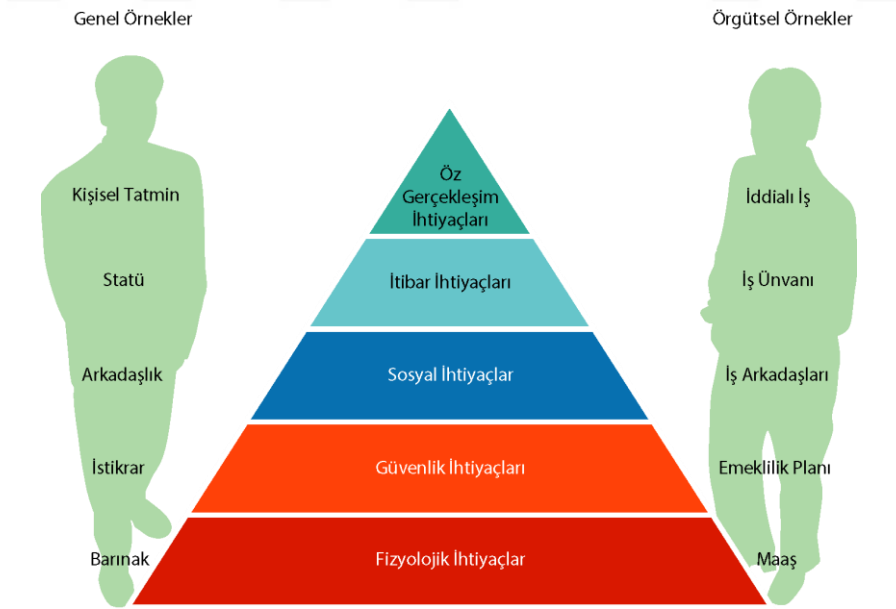 Genel Örnekler
Örgütsel Örnekler
Kişisel Tatmin
Öz
Gerçekleşim
İhtiyaçları
İddialı İş
Statü
İtibar İhtiyaçları
İş Ünvanı
Arkadaşlık
Sosyal İhtiyaçlar
İş Arkadaşları
İstikrar
Güvenlik İhtiyaçları
Emeklilik Planı
Barınak
Fizyolojik İhtiyaçlar
Maaş